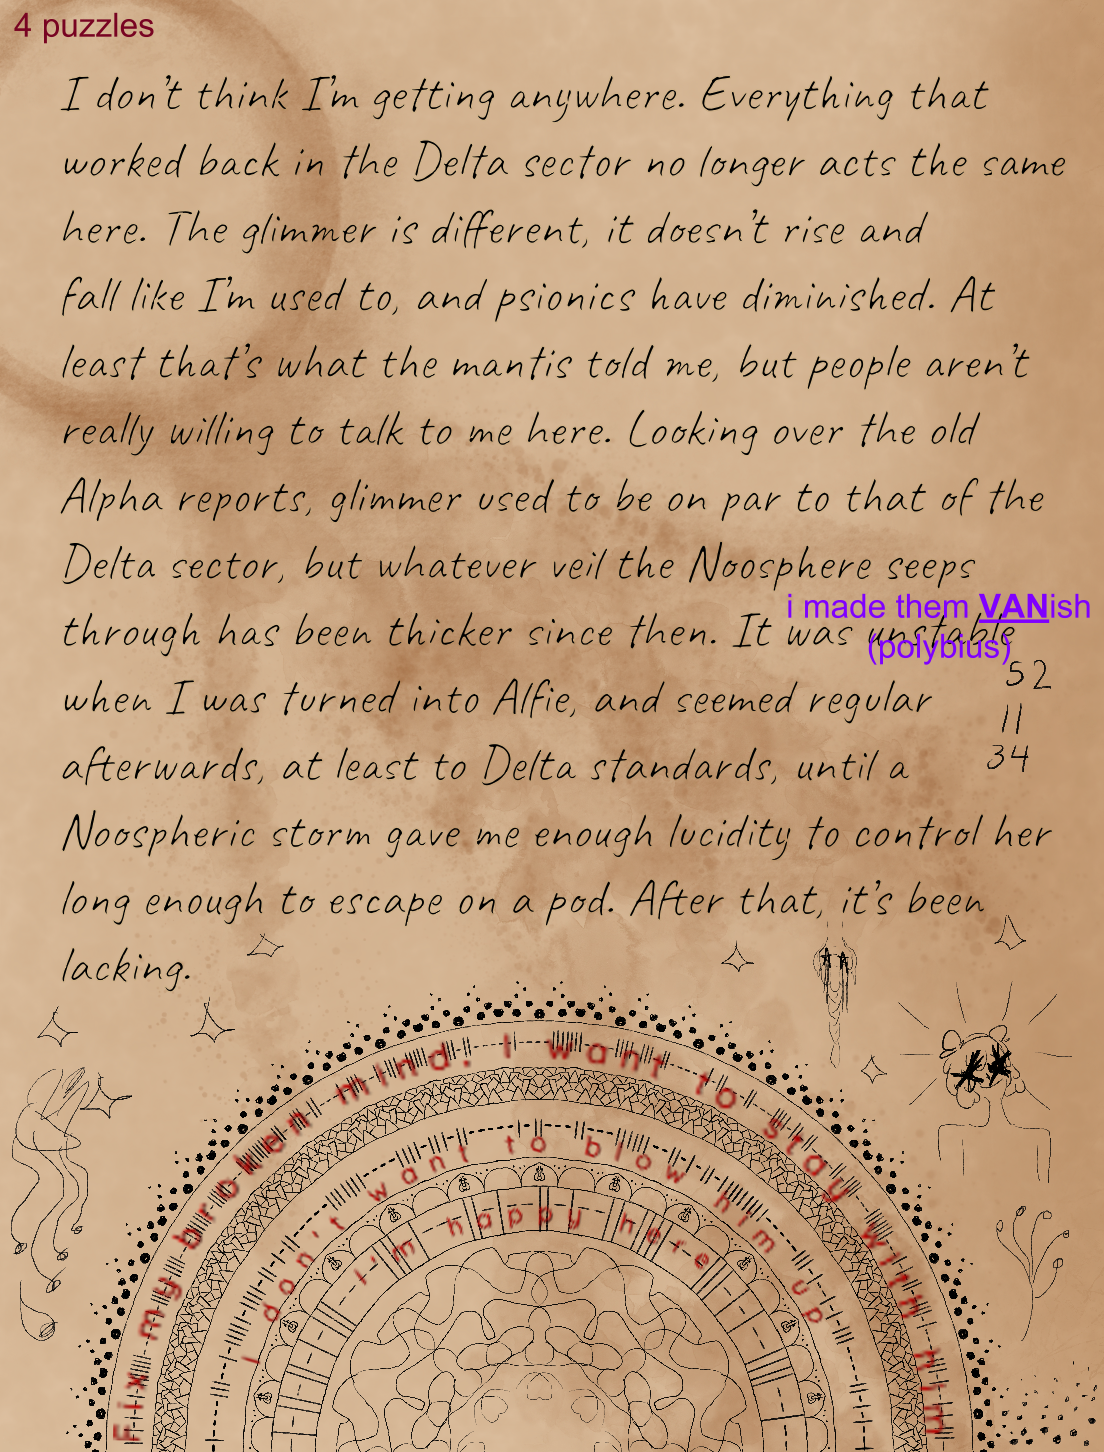 4 puzzles
I don't think I'm getting anywhere. Everything that
worked back in the Delta sector no longer acts the same
here. The glimmer is different, it doesn't rise and
fall like I'm used to, and psionics have diminished. At
least that's what the mantis told me, but people aren't
really willing to talk to me here. Looking over the old
Alpha reports, glimmer used to be on par to that of the
Delta sector, but whatever veil the Noosphere seeps
i made them VANish
through has been thicker since then. It was unstable
(polybius)
52
when I was turned into Alfie, and seemed regular
11
34
afterwards, at least to Delta standards, until a
Noospheric storm gave me enough lucidity to control her
long enough to escape on a pod. After that, it's been
lacking.
Fix my broken mind. I want to stay with him
I don't want to blow him up
I'm happy here